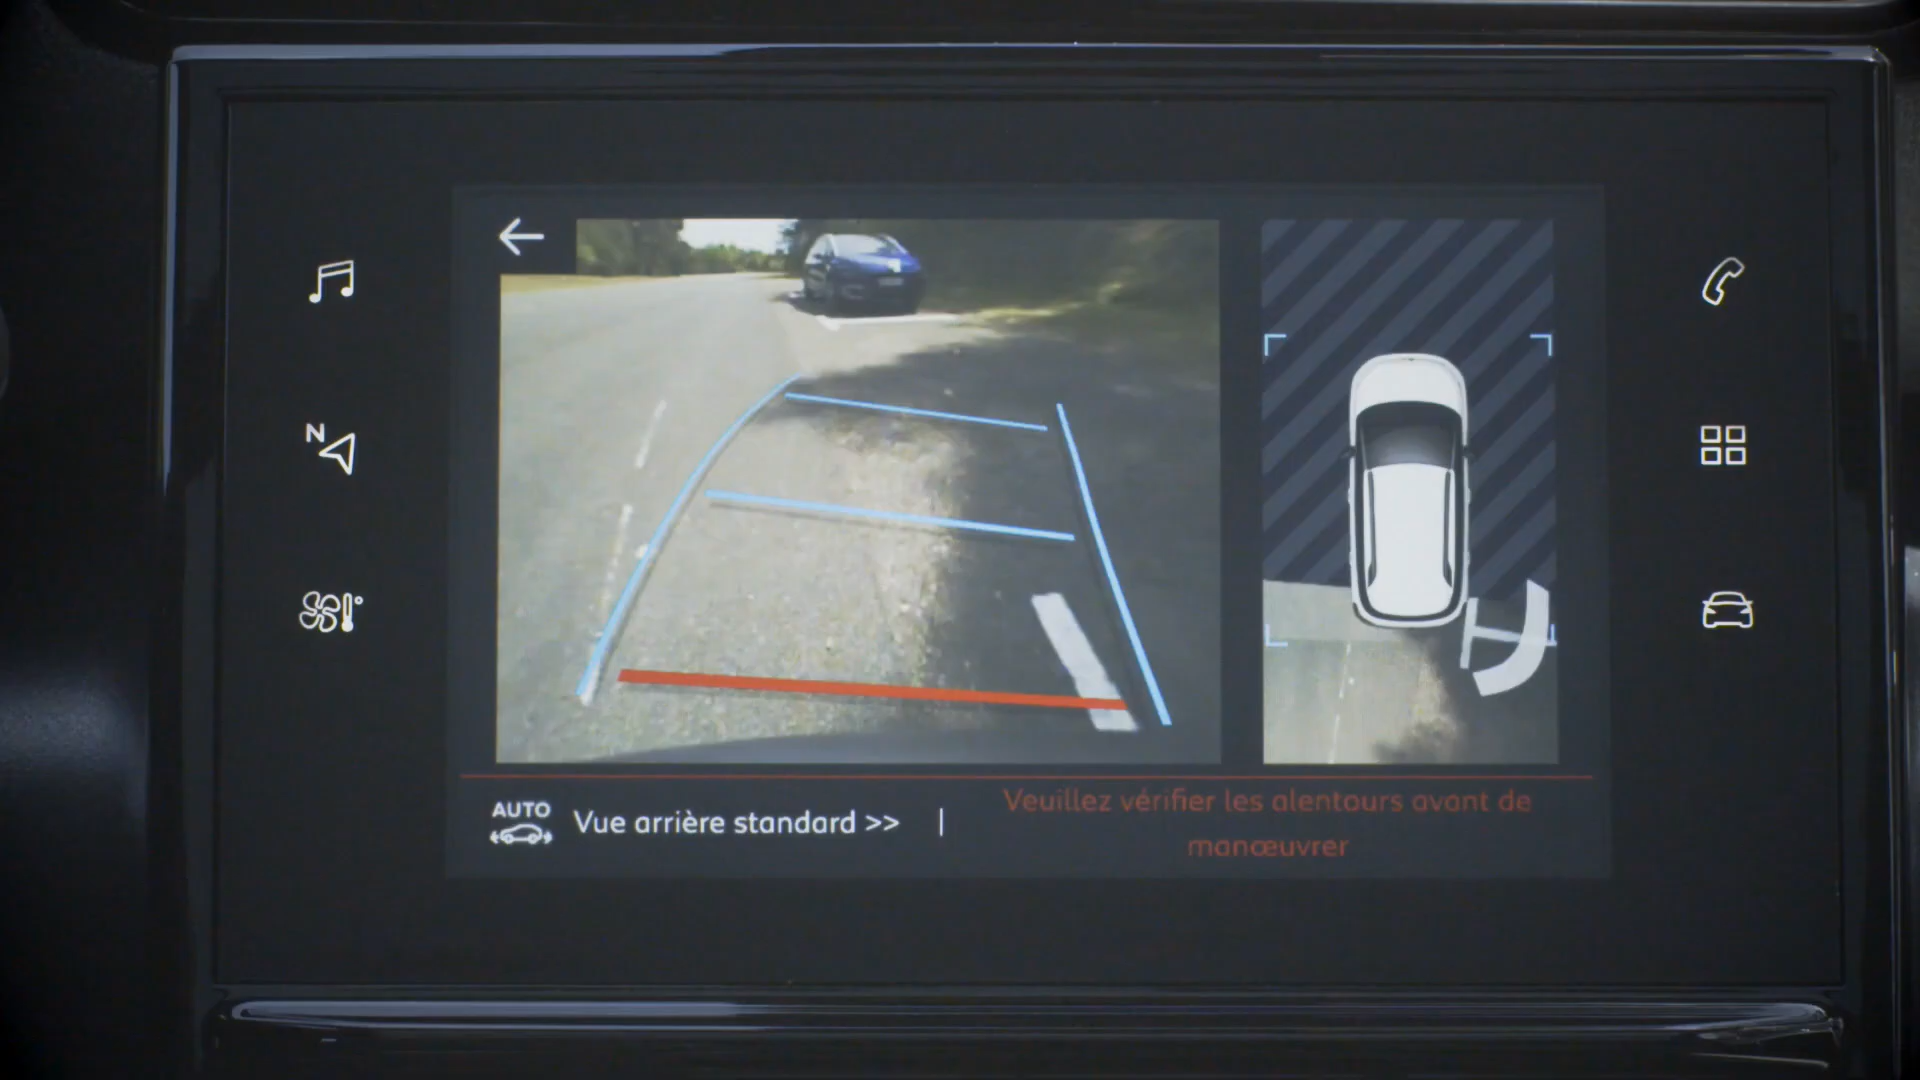 N
AUTO
Vue arrière standard >> |
Veuillez vérifier les alentours avant de
manœuvrer